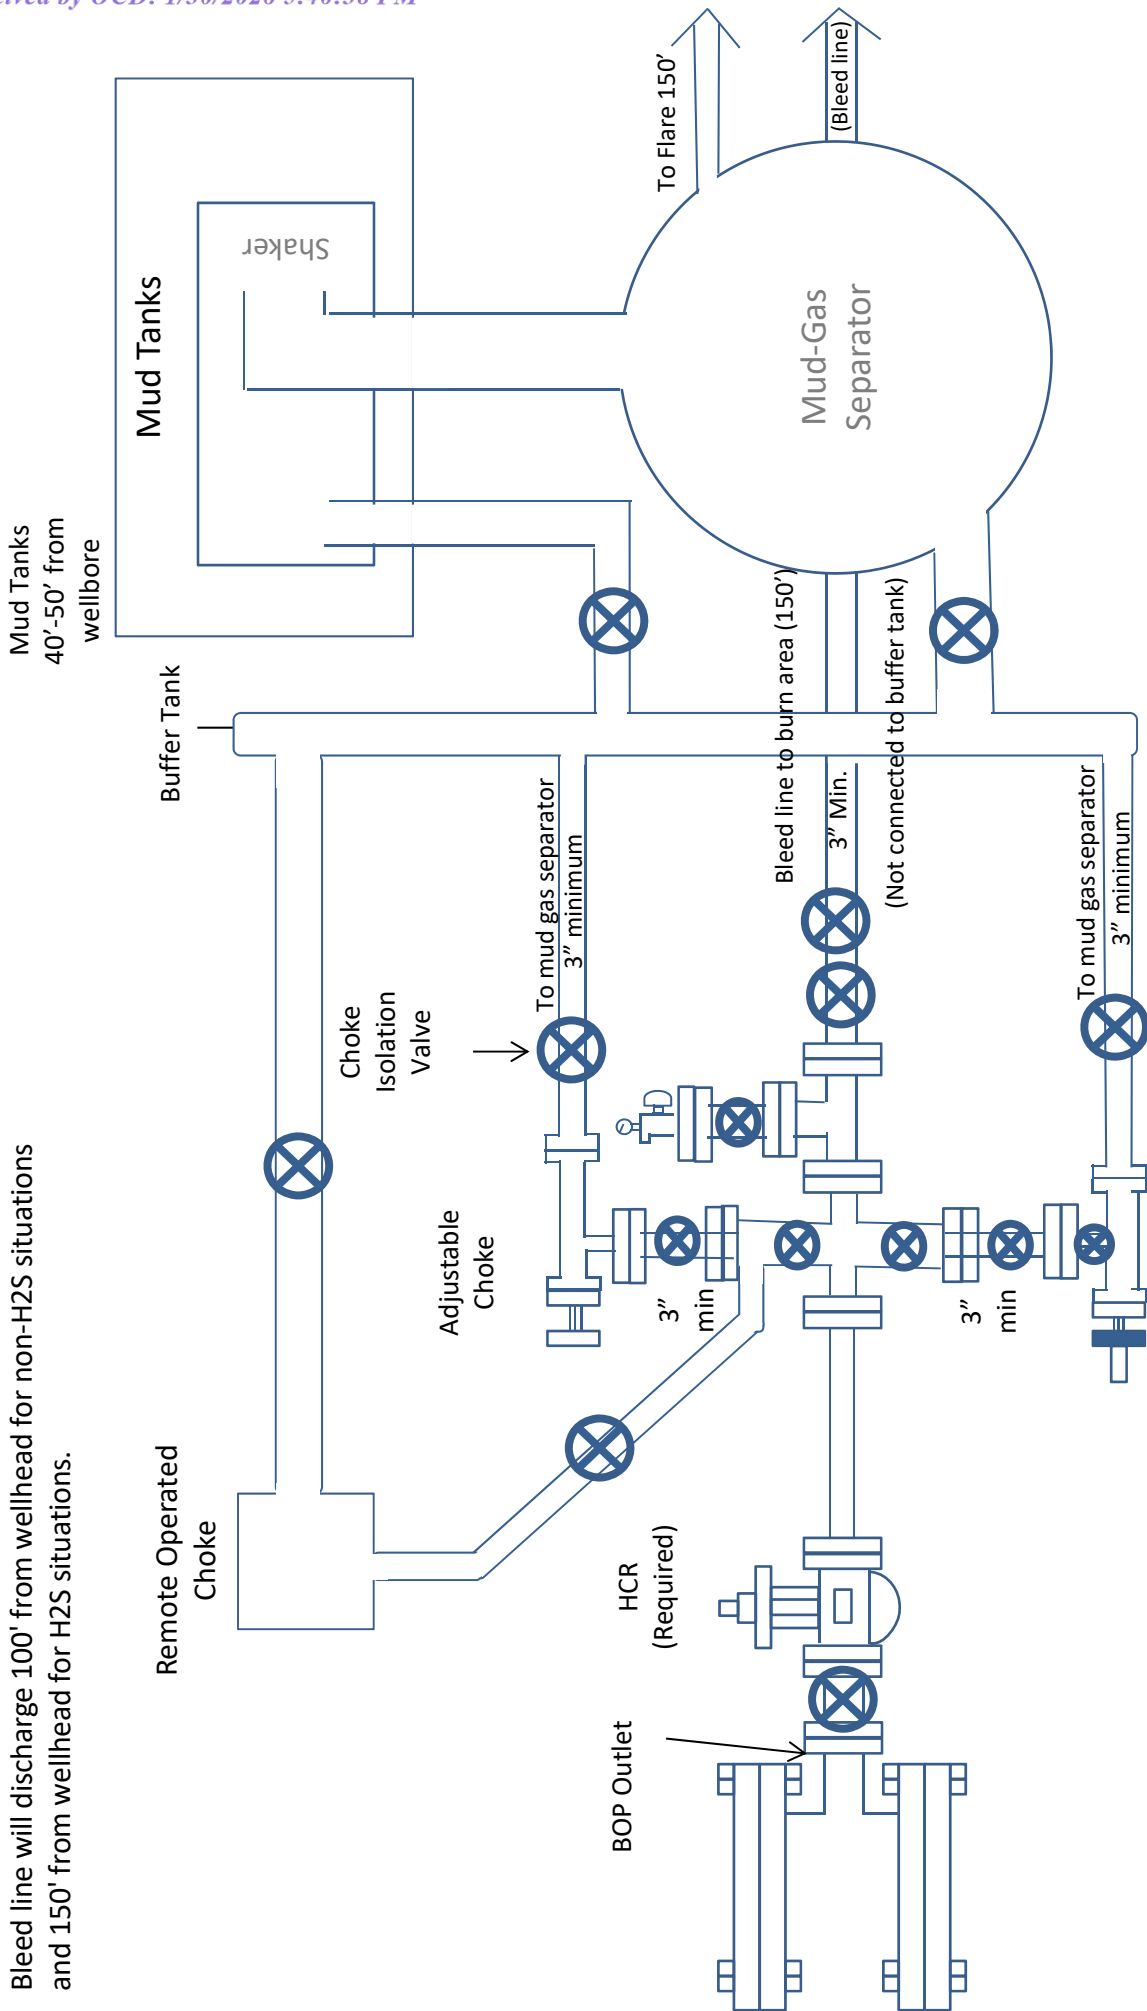 Bleed line will discharge 100' from wellhead for non-H2S situations
and 150' from wellhead for H2S situations.
Mud Tanks
40'-50' from
wellbore
Mud Tanks
Shaker
Buffer Tank
Remote Operated
Choke
Choke
Isolation
Valve
Adjustable
Choke
To mud gas separator
3” minimum
To Flare 150’
(Bleed line)
Mud-Gas
Separator
Bleed line to burn area (150’)
3” Min.
(Not connected to buffer tank)
3”
min
HCR
(Required)
BOP Outlet
3”
min
To mud gas separator
3” minimum